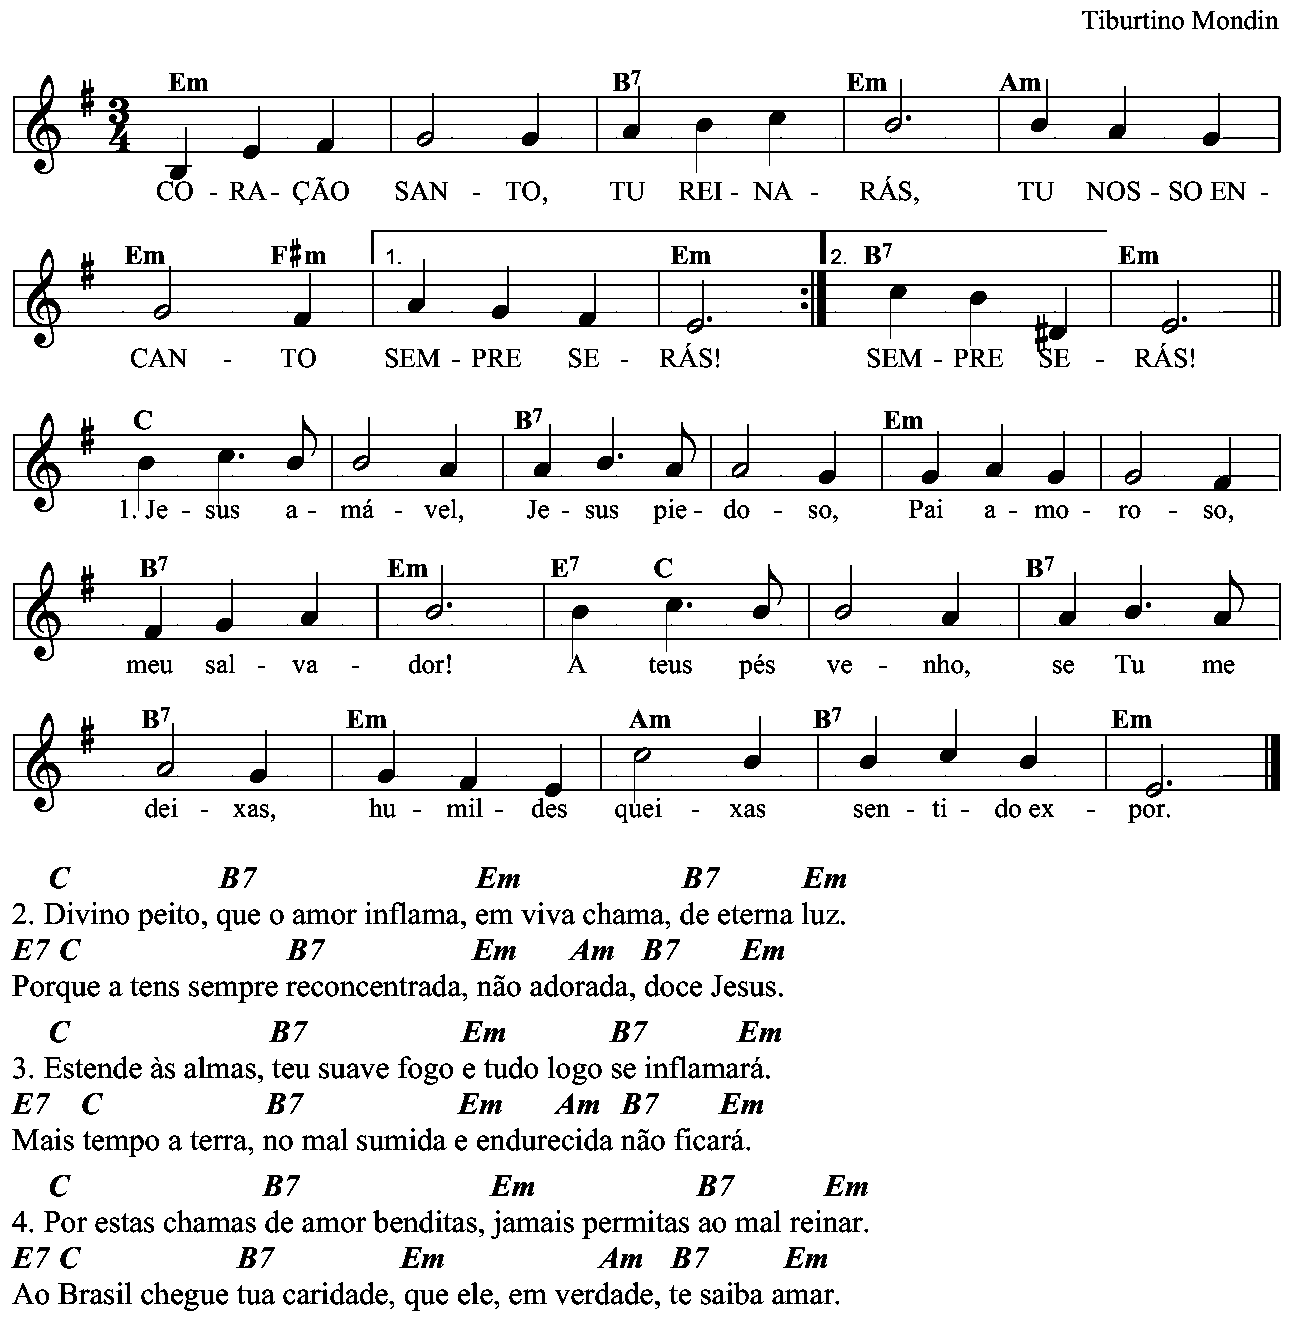 Tiburtino Mondin
Em B7 Em Am
3
4
CO - RA - ÇÃO SAN - TO, TU REI - NA - RÁS, TU NOS - SO EN -
Em F#m 1. Em 2. B7 Em
CAN - TO SEM - PRE SE - RÁS! SEM - PRE SE - RÁS!
C B7 Em
1. Je - sus a - má - vel, Je - sus pie - do - so, Pai a - mo - ro - so,
B7 Em E7 C B7
meu sal - va - dor! A teus pés ve - nho, se Tu me
B7 Em Am B7 Em
dei - xas, hu - mil - des quei - xas sen - ti - do ex - por.
C B7 Em B7 Em
2. Divino peito, que o amor inflama, em viva chama, de eterna luz.
E7 C B7 Em Am B7 Em
Porque a tens sempre reconcentrada, não adorada, doce Jesus.
C B7 Em B7 Em
3. Estende às almas, teu suave fogo e tudo logo se inflamará.
E7 C B7 Em Am B7 Em
Mais tempo a terra, no mal sumida e endurecida não ficará.
C B7 Em B7 Em
4. Por estas chamas de amor benditas, jamais permitas ao mal reinar.
E7 C B7 Em Am B7 Em
Ao Brasil chegue tua caridade, que ele, em verdade, te saiba amar.